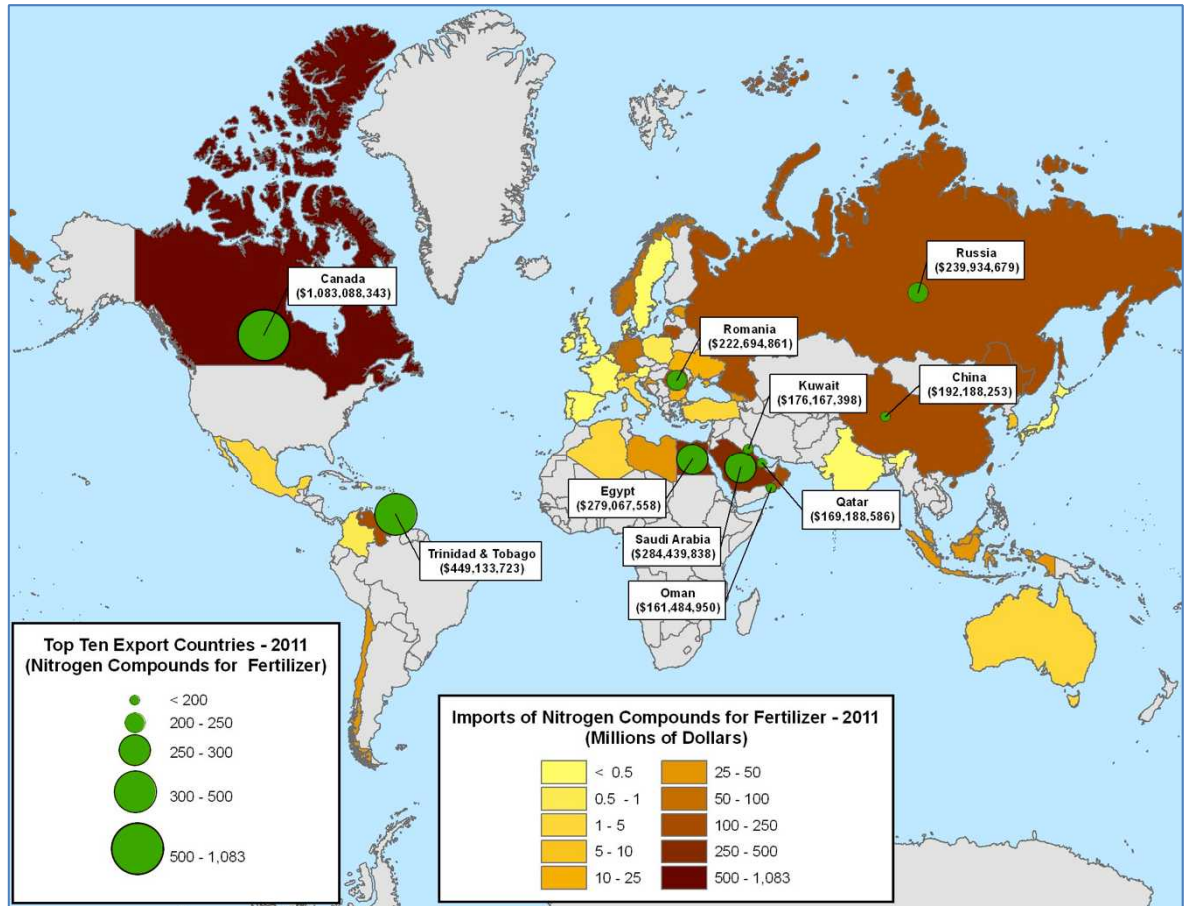 Canada
($1,083,088,343)
Russia
($239,934,679)
Romania
($222,694,861)
Kuwait
($176,167,398)
China
($192,188,253)
Egypt
($279,067,558)
Qatar
($169,188,586)
Saudi Arabia
($284,439,838)
Trinidad & Tobago
($449,133,723)
Oman
($161,484,950)
Top Ten Export Countries - 2011
(Nitrogen Compounds for Fertilizer)
< 200
200 - 250
250 - 300
300 - 500
500 - 1,083
Imports of Nitrogen Compounds for Fertilizer - 2011
(Millions of Dollars)
< 0.5
0.5 - 1
1 - 5
5 - 10
10 - 25
25 - 50
50 - 100
100 - 250
250 - 500
500 - 1,083